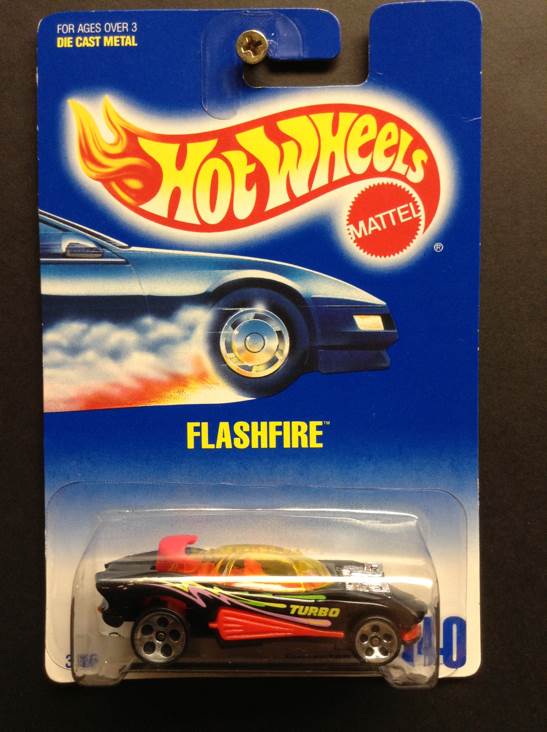 FOR AGES OVER 3
DIE CAST METAL
HOT WHEELS
MATTEL
®
FLASHFIRE™
TURBO